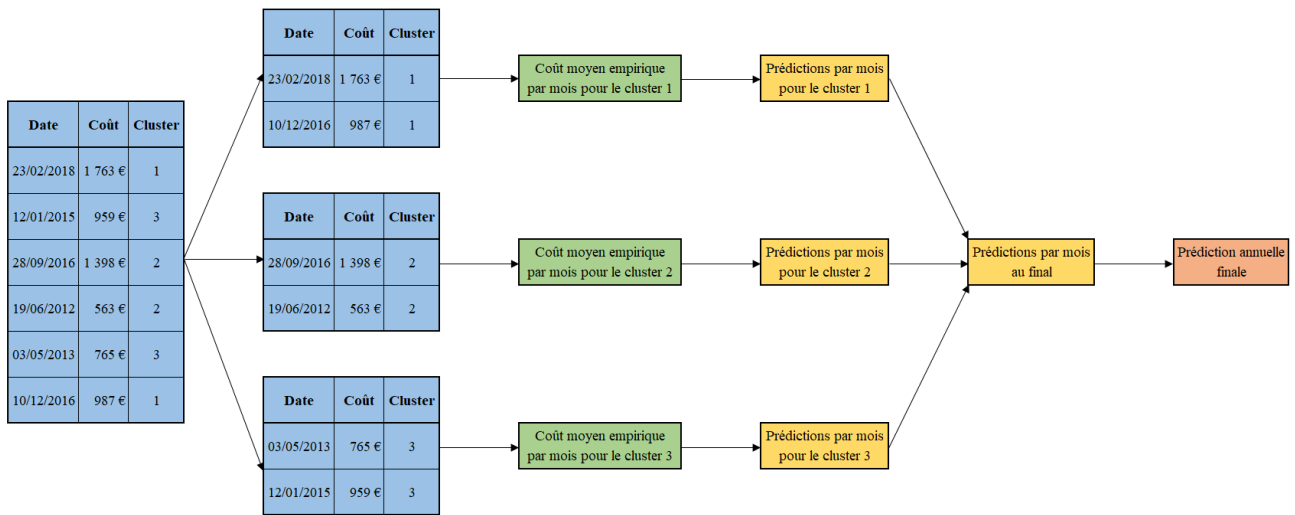 Date Coût Cluster
23/02/2018 1 763 € 1
12/01/2015 959 € 3
28/09/2016 1 398 € 2
19/06/2012 563 € 2
03/05/2013 765 € 3
10/12/2016 987 € 1
Date Coût Cluster
23/02/2018 1 763 € 1
10/12/2016 987 € 1
Coût moyen empirique
par mois pour le cluster 1
Prédictions par mois
pour le cluster 1
Date Coût Cluster
28/09/2016 1 398 € 2
19/06/2012 563 € 2
Coût moyen empirique
par mois pour le cluster 2
Prédictions par mois
pour le cluster 2
Date Coût Cluster
03/05/2013 765 € 3
12/01/2015 959 € 3
Coût moyen empirique
par mois pour le cluster 3
Prédictions par mois
pour le cluster 3
Prédictions par mois
au final
Prédiction annuelle
finale